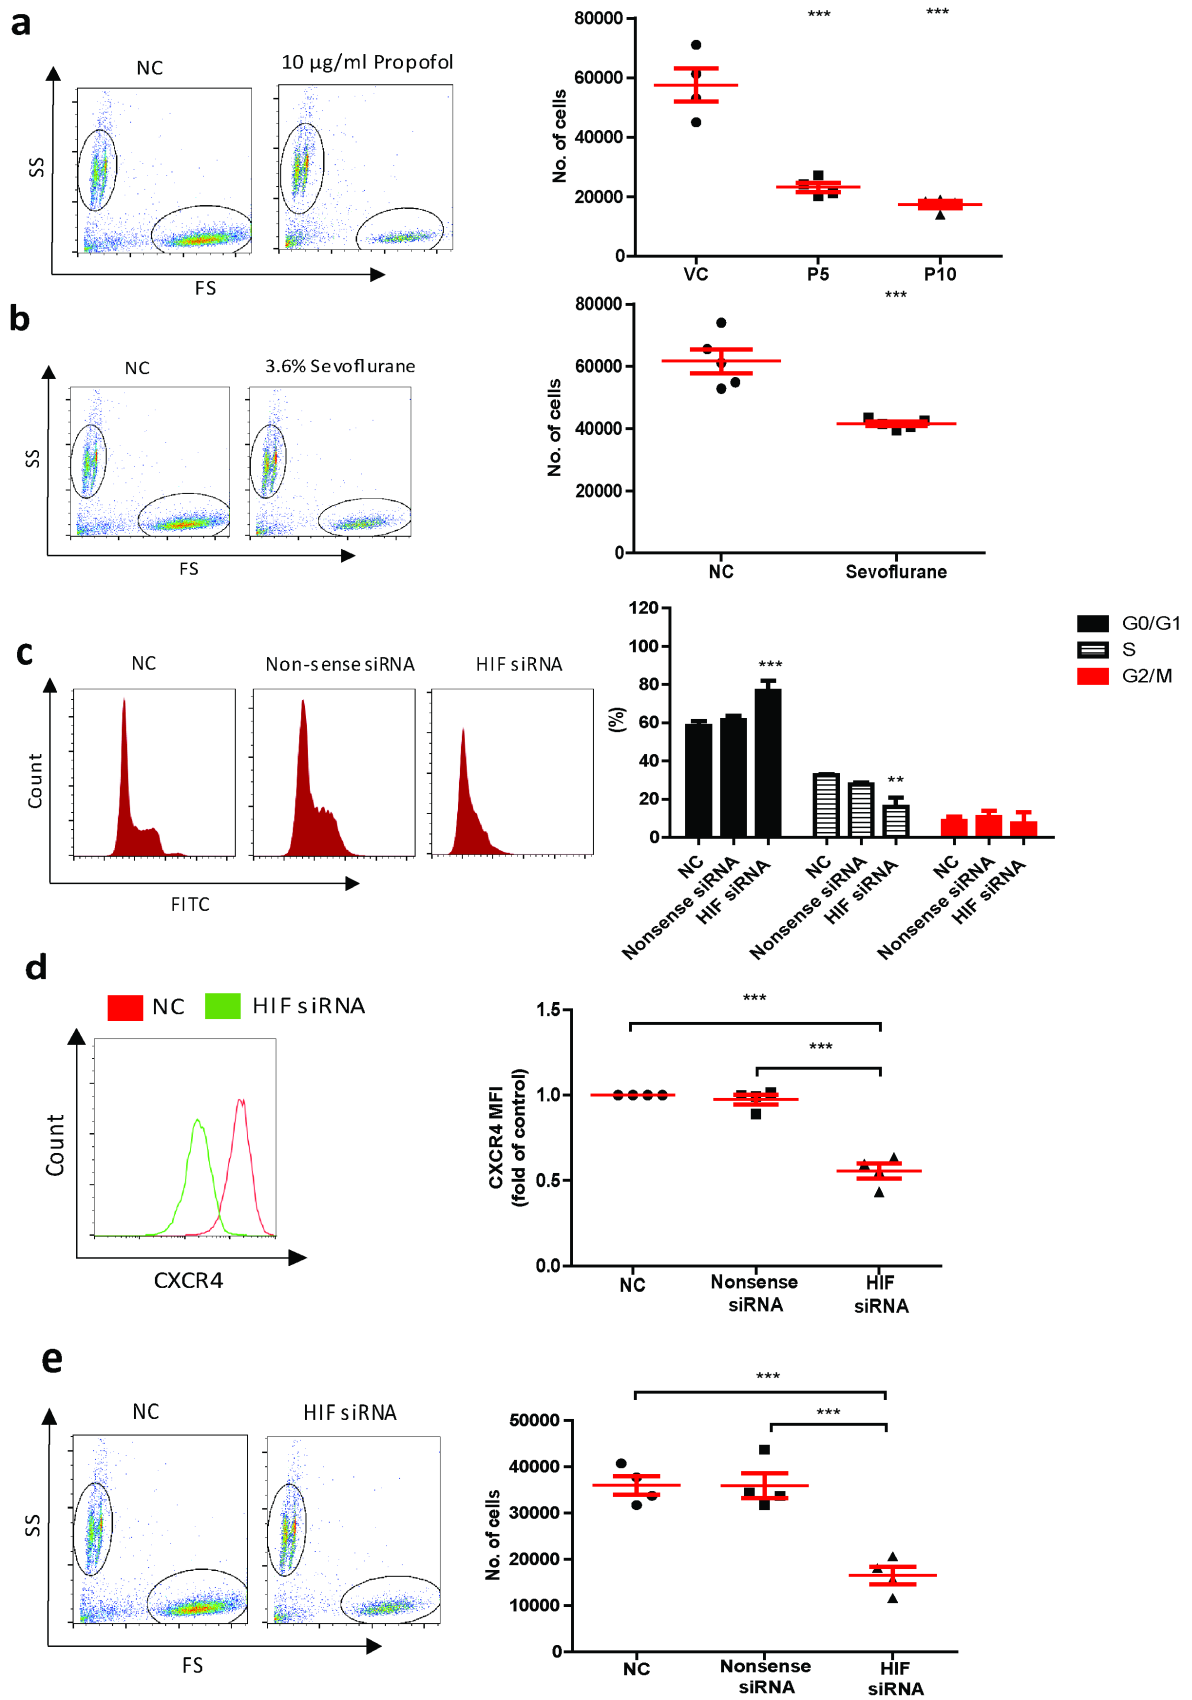 a
NC
10 µg/ml Propofol
SS
FS
No. of cells
80000
60000
40000
20000
0
***
***
VC
P5
P10
b
NC
3.6% Sevoflurane
SS
FS
No. of cells
80000
60000
40000
20000
0
***
NC
Sevoflurane
c
NC
Non-sense siRNA
HIF siRNA
Count
FITC
(%)
120
100
80
60
40
20
0
***
**
NC
Nonsense siRNA
HIF siRNA
NC
Nonsense siRNA
HIF siRNA
NC
Nonsense siRNA
HIF siRNA
G0/G1
S
G2/M
d
NC
HIF siRNA
Count
CXCR4
CXCR4 MFI
(fold of control)
1.5
1.0
0.5
0.0
***
***
NC
Nonsense
siRNA
HIF
siRNA
e
NC
HIF siRNA
SS
FS
No. of cells
50000
40000
30000
20000
10000
0
***
***
NC
Nonsense
siRNA
HIF
siRNA